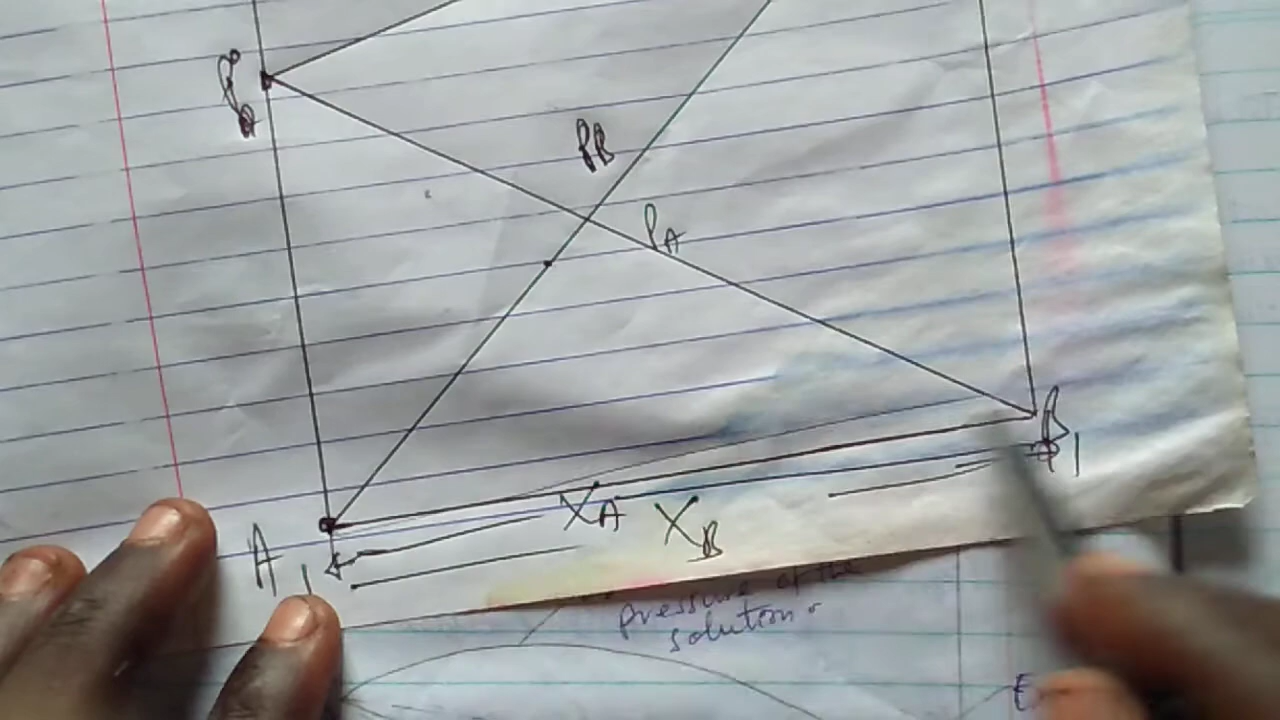 P°
PB
PA
B
1
XA
XB
A
1
pressure of the
solution.
E